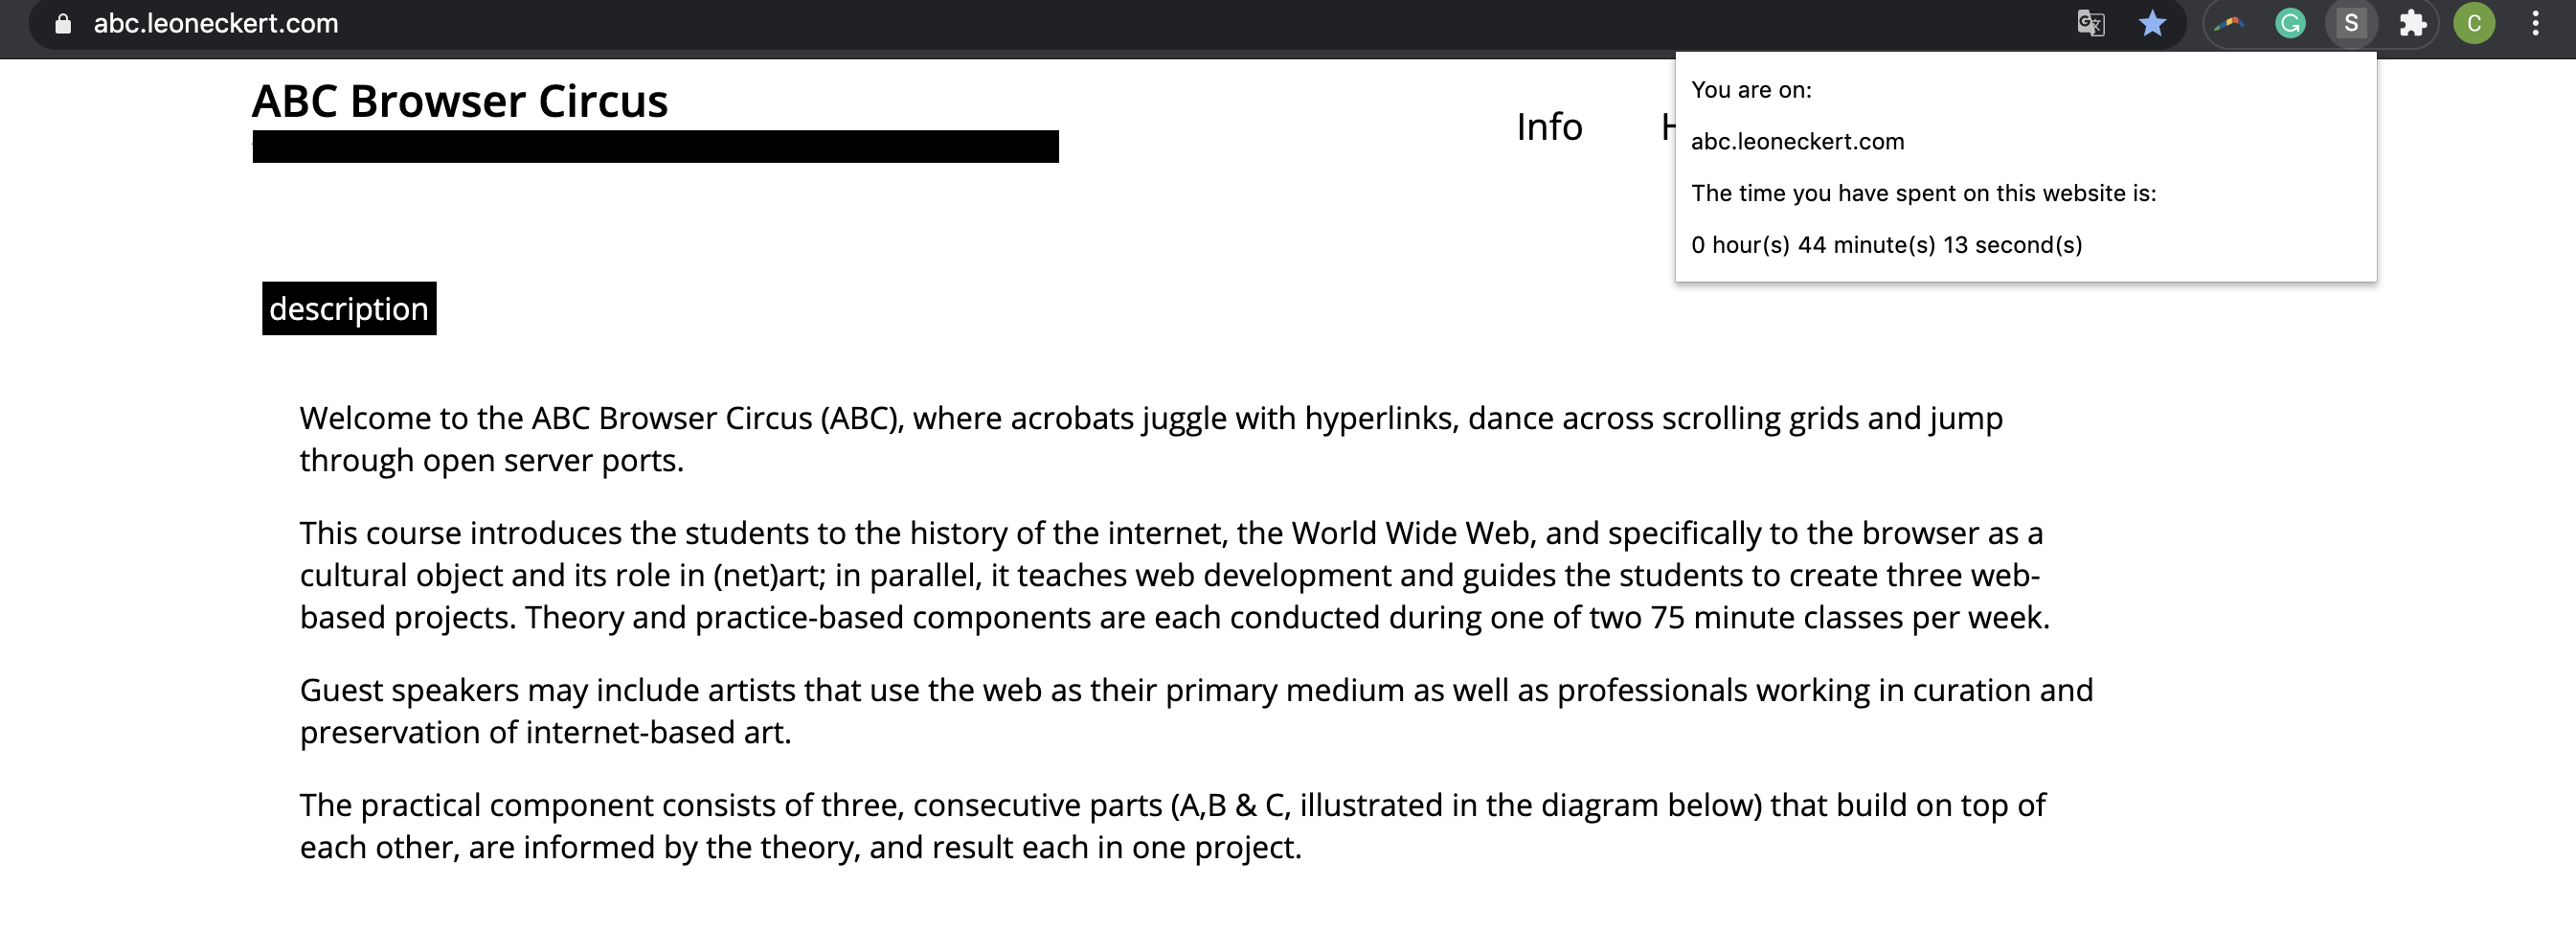 abc.leoneckert.com
G
S
C
ABC Browser Circus
Info
You are on:
abc.leoneckert.com
The time you have spent on this website is:
0 hour(s) 44 minute(s) 13 second(s)
description
Welcome to the ABC Browser Circus (ABC), where acrobats juggle with hyperlinks, dance across scrolling grids and jump
through open server ports.
This course introduces the students to the history of the internet, the World Wide Web, and specifically to the browser as a
cultural object and its role in (net)art; in parallel, it teaches web development and guides the students to create three web-
based projects. Theory and practice-based components are each conducted during one of two 75 minute classes per week.
Guest speakers may include artists that use the web as their primary medium as well as professionals working in curation and
preservation of internet-based art.
The practical component consists of three, consecutive parts (A,B & C, illustrated in the diagram below) that build on top of
each other, are informed by the theory, and result each in one project.